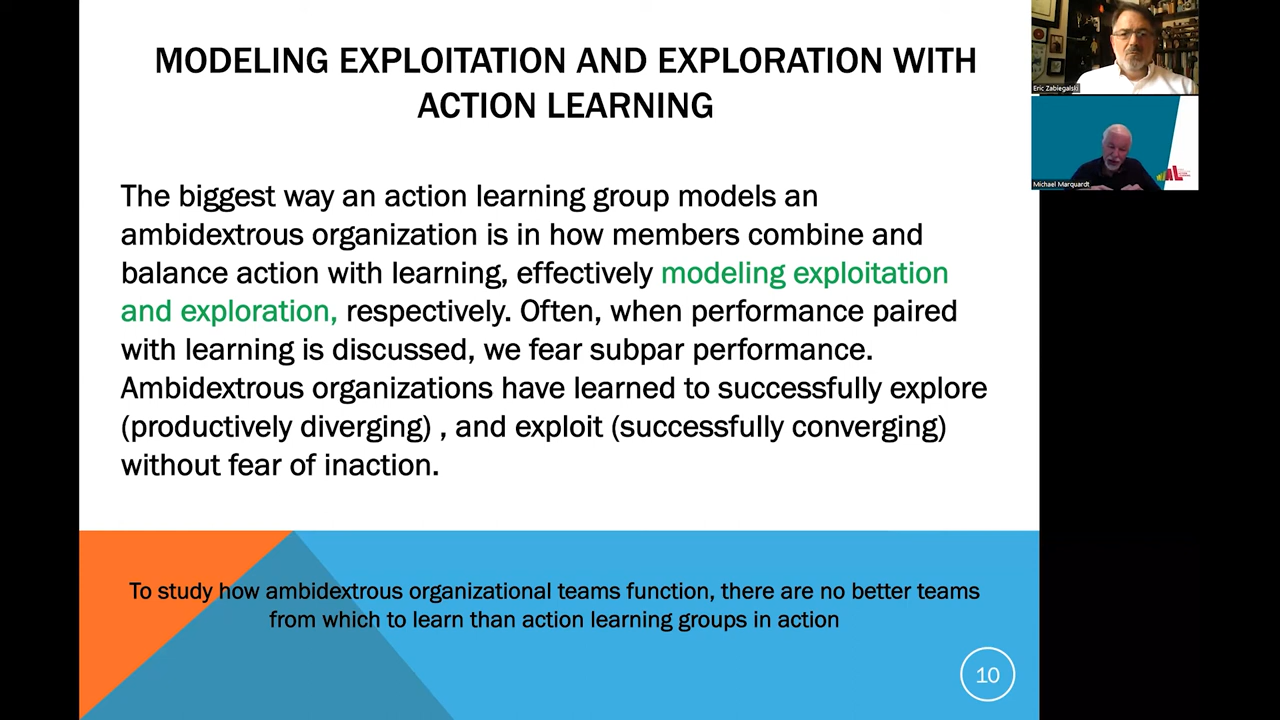 MODELING EXPLOITATION AND EXPLORATION WITH
ACTION LEARNING
The biggest way an action learning group models an
ambidextrous organization is in how members combine and
balance action with learning, effectively modeling exploitation
and exploration, respectively. Often, when performance paired
with learning is discussed, we fear subpar performance.
Ambidextrous organizations have learned to successfully explore
(productively diverging) , and exploit (successfully converging)
without fear of inaction.
To study how ambidextrous organizational teams function, there are no better teams
from which to learn than action learning groups in action
10
Eric Zabiegalski
Michael Marquardt